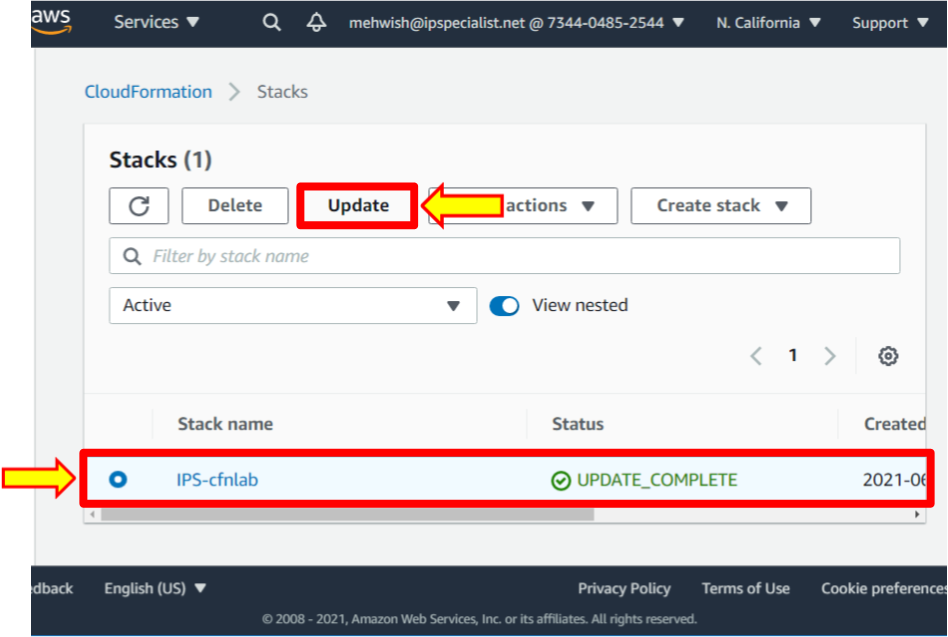 aws Services mehwish@ipspecialist.net @ 7344-0485-2544 N. California Support
CloudFormation > Stacks
Stacks (1)
Delete Update actions Create stack
Filter by stack name
Active View nested
< 1 >
Stack name Status Created
IPS-cfnlab UPDATE_COMPLETE 2021-06
edback English (US) Privacy Policy Terms of Use Cookie preferences
© 2008 - 2021, Amazon Web Services, Inc. or its affiliates. All rights reserved.